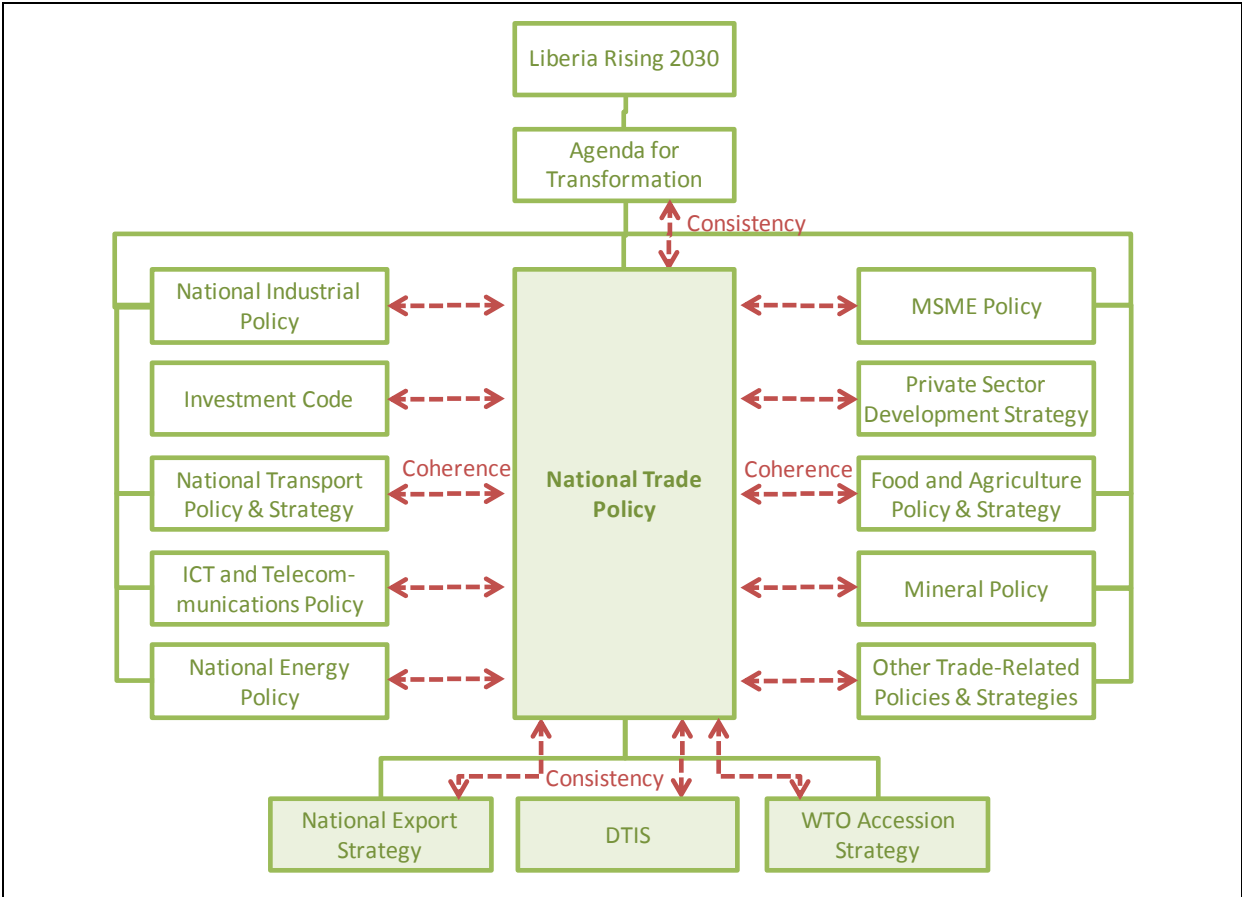 Liberia Rising 2030
Agenda for
Transformation
Consistency
National Industrial
Policy
MSME Policy
Investment Code
Private Sector
Development Strategy
Coherence
National Transport
Policy & Strategy
National Trade
Policy
Coherence
Food and Agriculture
Policy & Strategy
ICT and Telecom-
munications Policy
Mineral Policy
National Energy
Policy
Other Trade-Related
Policies & Strategies
Consistency
National Export
Strategy
DTIS
WTO Accession
Strategy